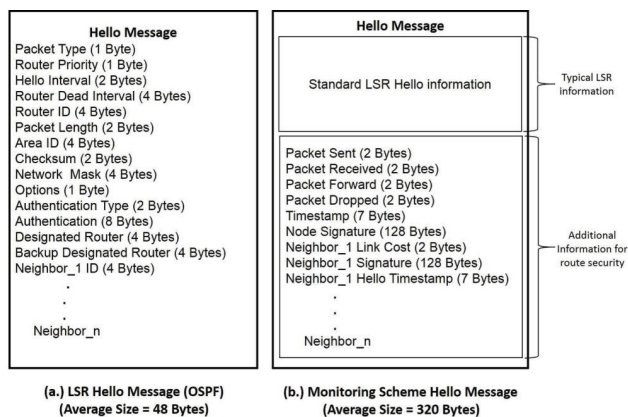 Hello Message
Packet Type (1 Byte)
Router Priority (1 Byte)
Hello Interval (2 Bytes)
Router Dead Interval (4 Bytes)
Router ID (4 Bytes)
Packet Length (2 Bytes)
Area ID (4 Bytes)
Checksum (2 Bytes)
Network Mask (4 Bytes)
Options (1 Byte)
Authentication Type (2 Bytes)
Authentication (8 Bytes)
Designated Router (4 Bytes)
Backup Designated Router (4 Bytes)
Neighbor_1 ID (4 Bytes)
.
.
.
Neighbor_n
(a.) LSR Hello Message (OSPF)
(Average Size = 48 Bytes)
Hello Message
Standard LSR Hello information
Typical LSR
information
Packet Sent (2 Bytes)
Packet Received (2 Bytes)
Packet Forward (2 Bytes)
Packet Dropped (2 Bytes)
Timestamp (7 Bytes)
Node Signature (128 Bytes)
Neighbor_1 Link Cost (2 Bytes)
Neighbor_1 Signature (128 Bytes)
Neighbor_1 Hello Timestamp (7 Bytes)
.
.
.
Neighbor_n
Additional
Information for
route security
(b.) Monitoring Scheme Hello Message
(Average Size = 320 Bytes)